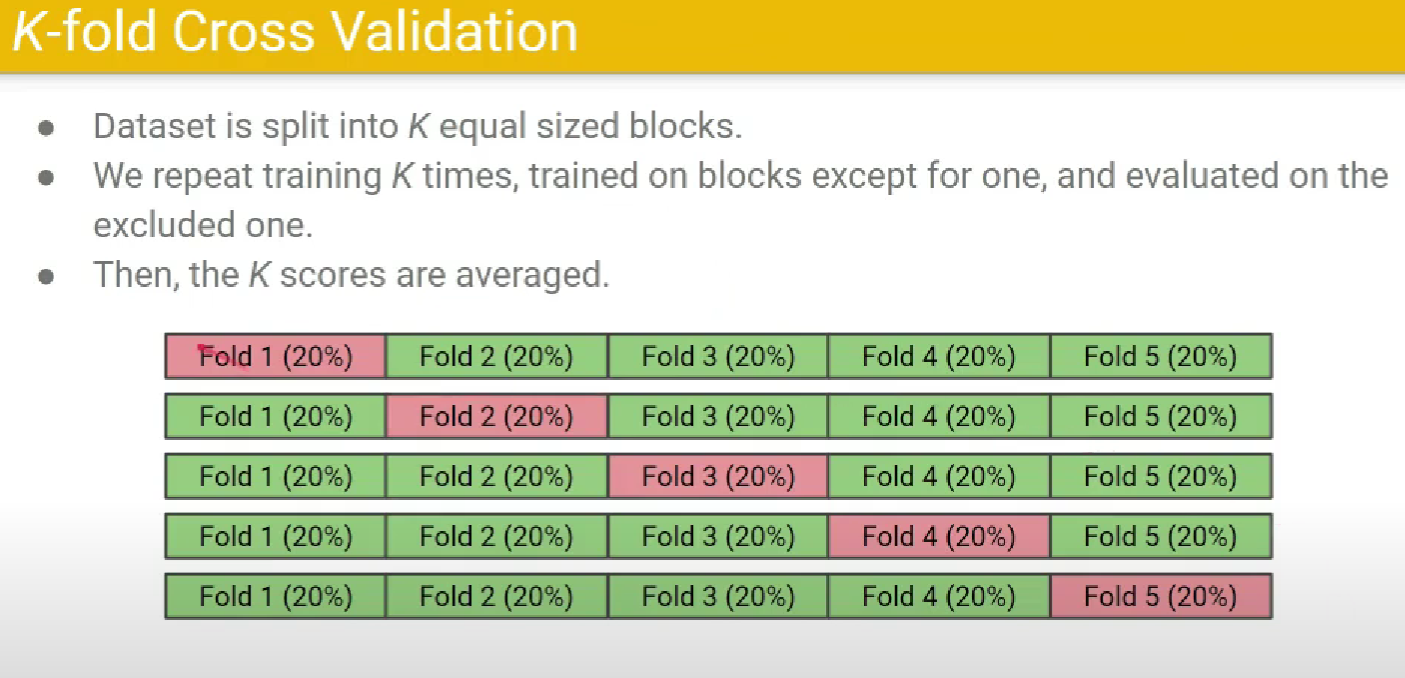 K-fold Cross Validation
● Dataset is split into K equal sized blocks.
● We repeat training K times, trained on blocks except for one, and evaluated on the
excluded one.
● Then, the K scores are averaged.
Fold 1 (20%) Fold 2 (20%) Fold 3 (20%) Fold 4 (20%) Fold 5 (20%)
Fold 1 (20%) Fold 2 (20%) Fold 3 (20%) Fold 4 (20%) Fold 5 (20%)
Fold 1 (20%) Fold 2 (20%) Fold 3 (20%) Fold 4 (20%) Fold 5 (20%)
Fold 1 (20%) Fold 2 (20%) Fold 3 (20%) Fold 4 (20%) Fold 5 (20%)
Fold 1 (20%) Fold 2 (20%) Fold 3 (20%) Fold 4 (20%) Fold 5 (20%)